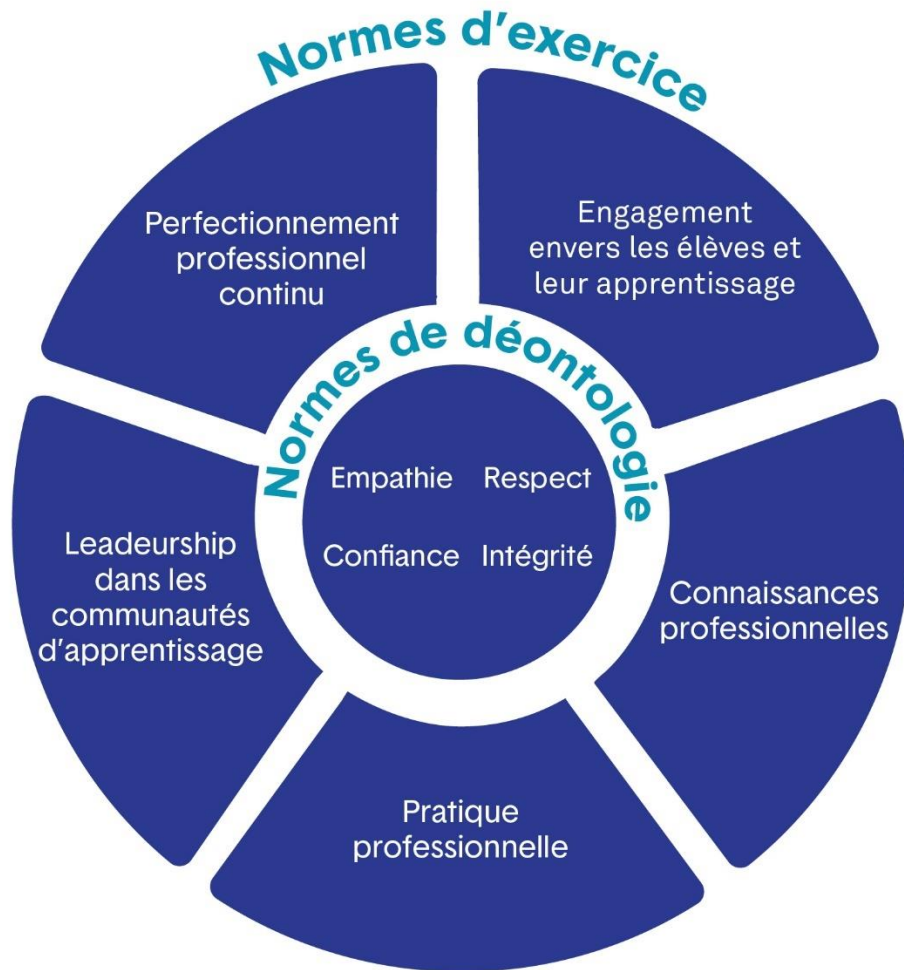 Normes d'exercice
Perfectionnement
professionnel
continu
Engagement
envers les élèves et
leur apprentissage
Normes de déontologie
Empathie Respect
Confiance Intégrité
Leadeurship
dans les
communautés
d'apprentissage
Connaissances
professionnelles
Pratique
professionnelle